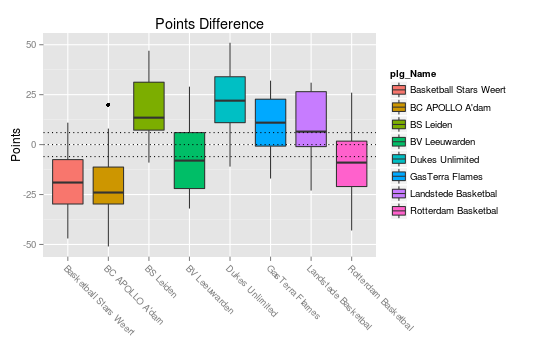 Points Difference
Points
50
25
0
-25
-50
Basketball Stars Weert
BC APOLLO A'dam
BS Leiden
BV Leeuwarden
Dukes Unlimited
GasTerra Flames
Landstede Basketbal
Rotterdam Basketbal
plg_Name
Basketball Stars Weert
BC APOLLO A'dam
BS Leiden
BV Leeuwarden
Dukes Unlimited
GasTerra Flames
Landstede Basketbal
Rotterdam Basketbal